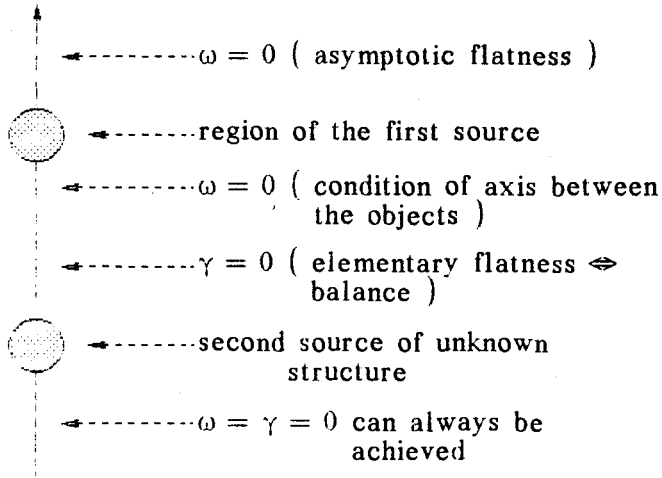 ω = 0 ( asymptotic flatness )
region of the first source
ω = 0 ( condition of axis between
the objects )
γ = 0 ( elementary flatness ⇔
balance )
second source of unknown
structure
ω = γ = 0 can always be
achieved